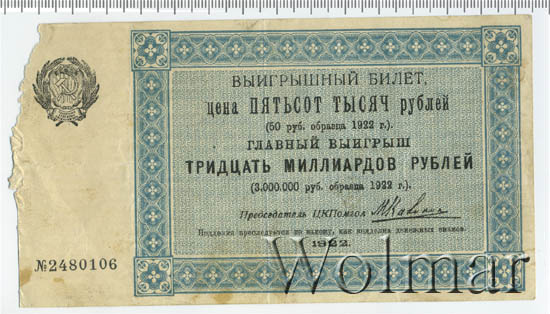 ВЫИГРЫШНЫЙ БИЛЕТ,
цена ПЯТЬСОТ ТЫСЯЧ рублей
(50 руб. образца 1922 г.).
ГЛАВНЫЙ ВЫИГРЫШ
ТРИДЦАТЬ МИЛЛИАРДОВ РУБЛЕЙ
(3.000.000 руб. образца 1922 г.).
Председатель ЦКПомгол
Подделка преследуется по закону, как подделка денежных знаков.
1922.
№2480106
Wolmar